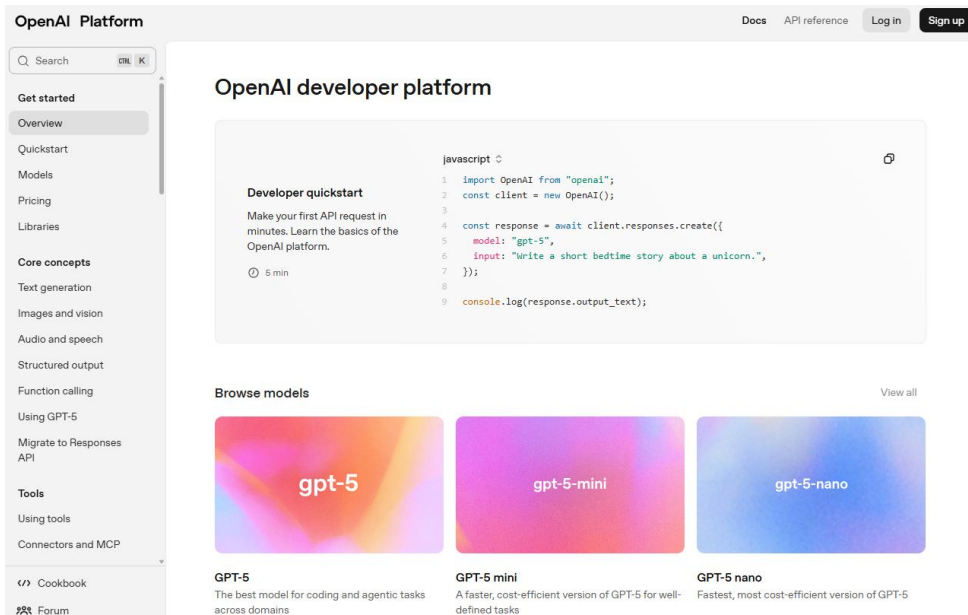 OpenAI Platform
Docs API reference Log in Sign up
Search CTRL K
Get started
Overview
Quickstart
Models
Pricing
Libraries
Core concepts
Text generation
Images and vision
Audio and speech
Structured output
Function calling
Using GPT-5
Migrate to Responses
API
Tools
Using tools
Connectors and MCP
Cookbook
Forum
OpenAI developer platform
Developer quickstart
Make your first API request in
minutes. Learn the basics of the
OpenAI platform.
5 min
javascript
1 import OpenAI from "openai";
2 const client = new OpenAI();
3
4 const response = await client.responses.create({
5 model: "gpt-5",
6 input: "Write a short bedtime story about a unicorn.",
7 });
8
9 console.log(response.output_text);
Browse models View all
gpt-5
GPT-5
The best model for coding and agentic tasks
across domains
gpt-5-mini
GPT-5 mini
A faster, cost-efficient version of GPT-5 for well-
defined tasks
gpt-5-nano
GPT-5 nano
Fastest, most cost-efficient version of GPT-5